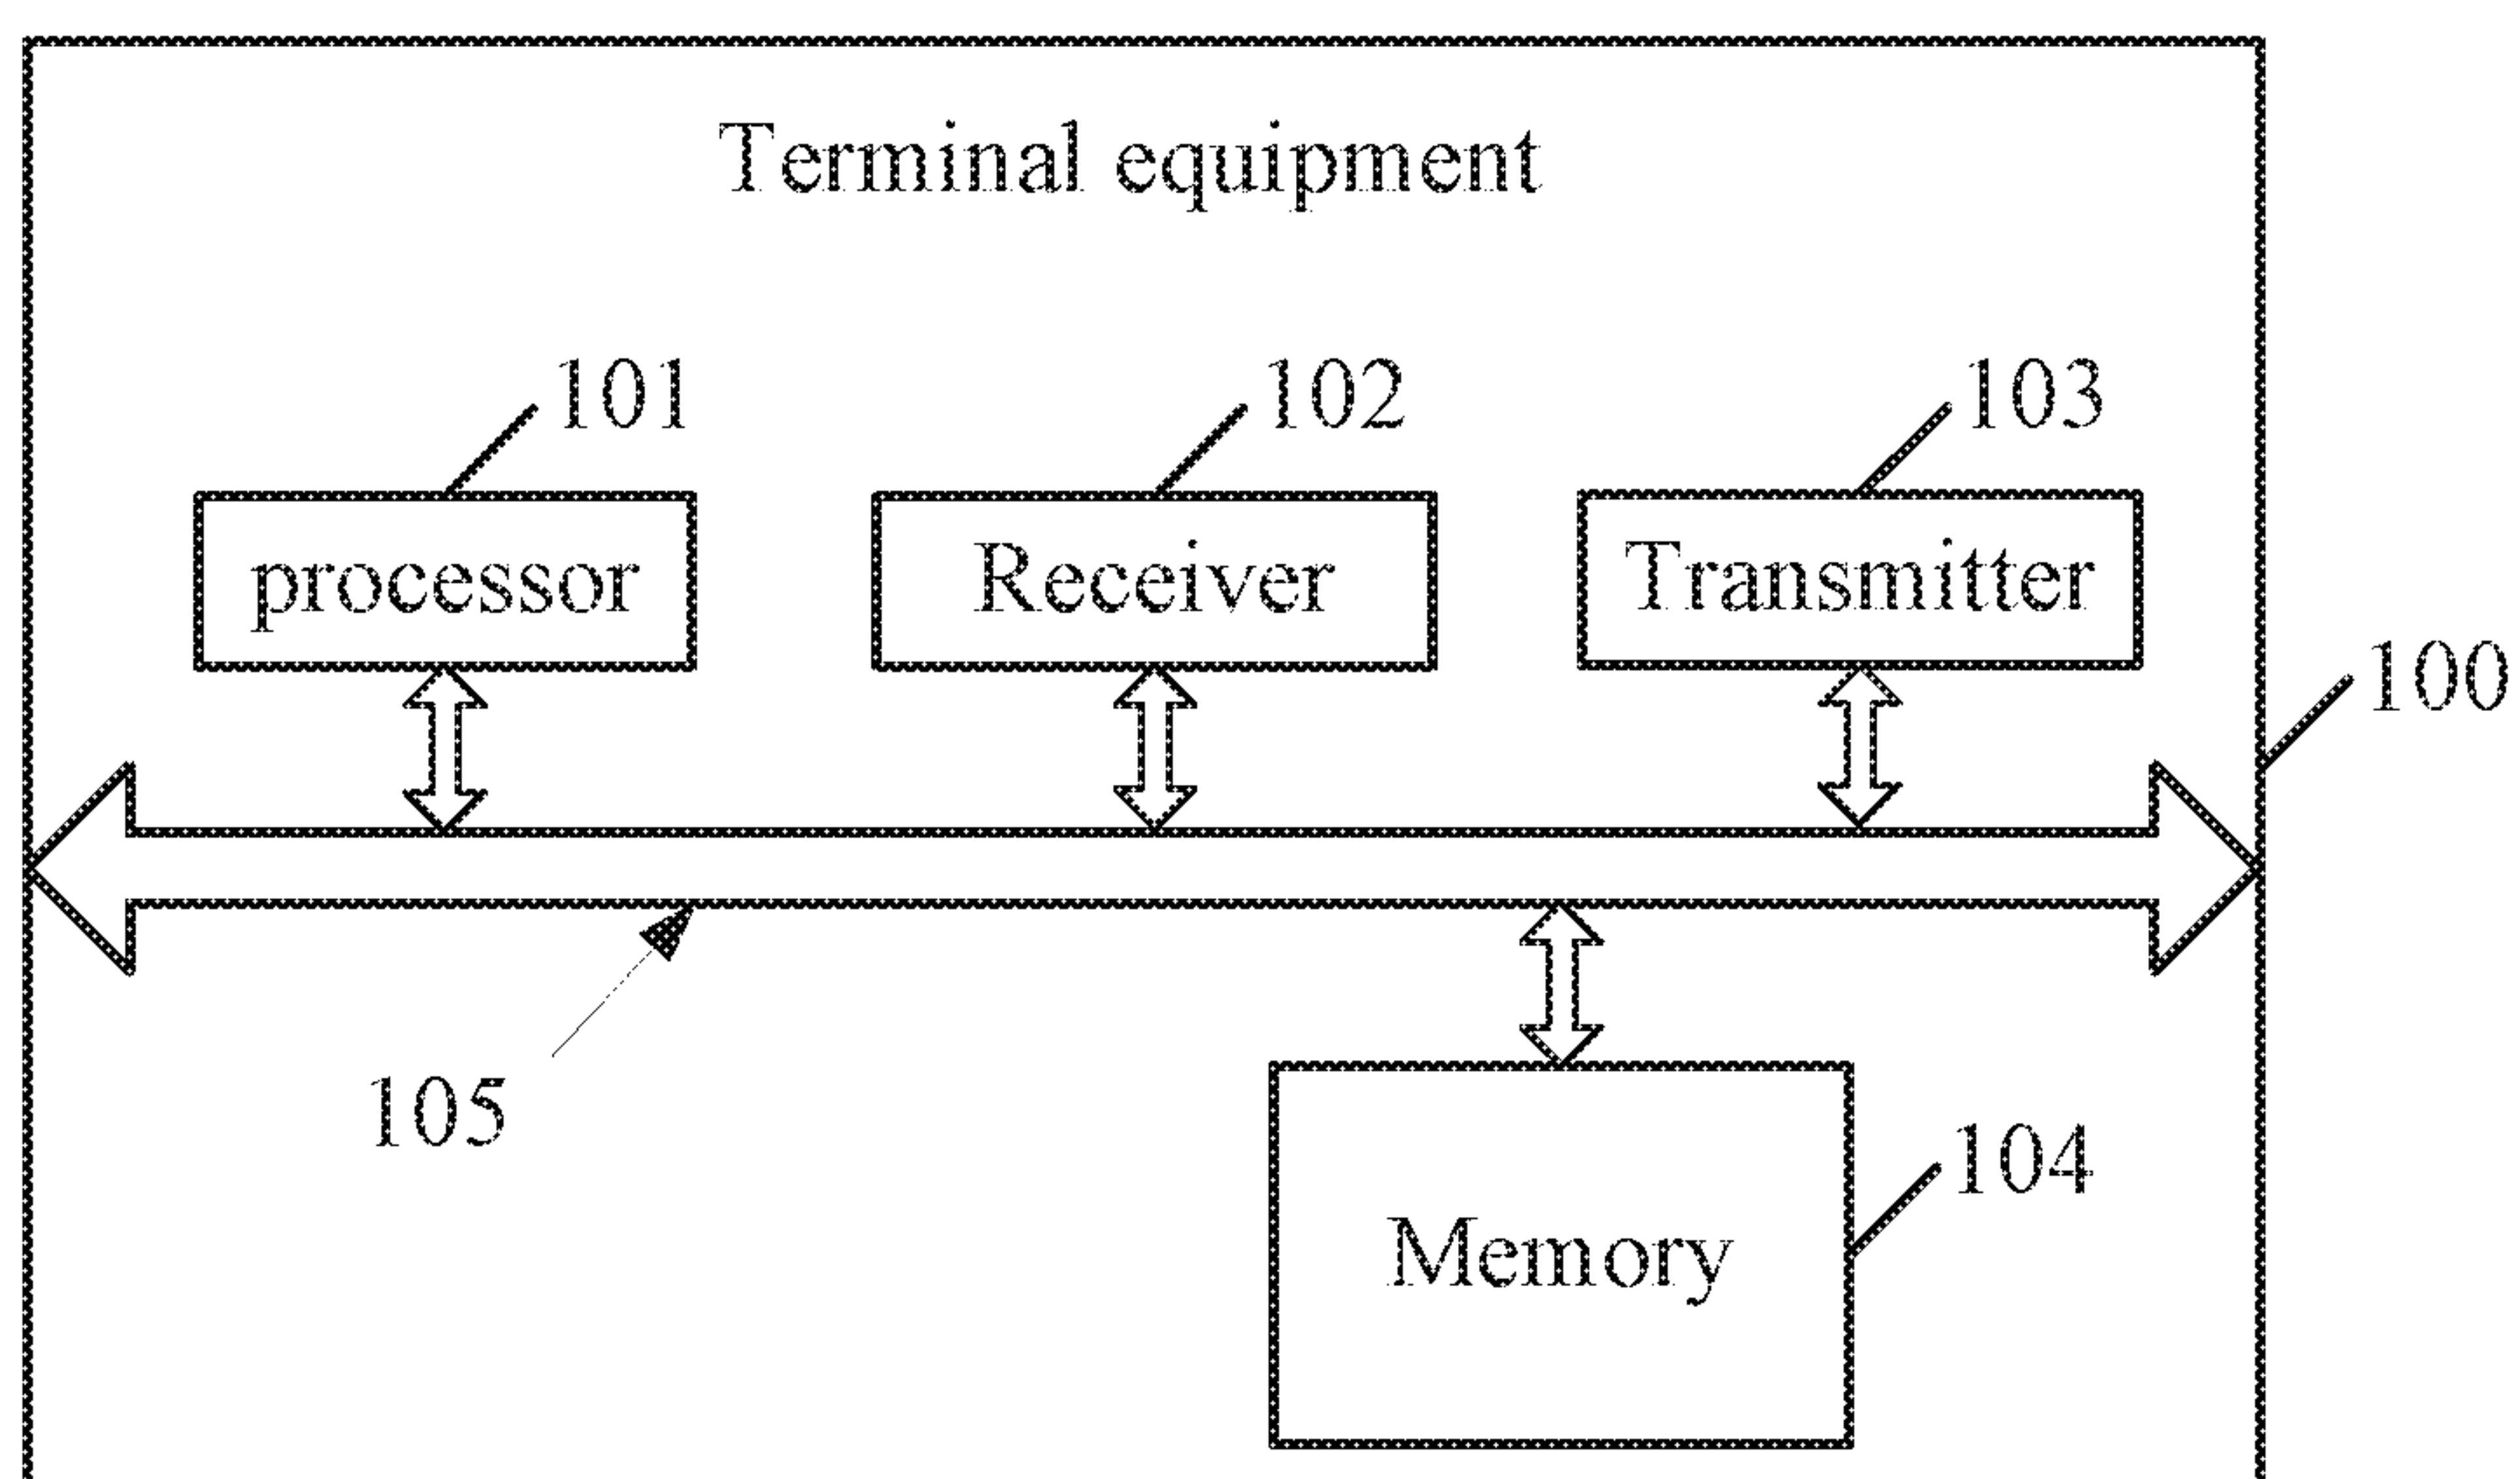 Terminal equipment
101
102
103
processor
Receiver
Transmitter
100
105
104
Memory